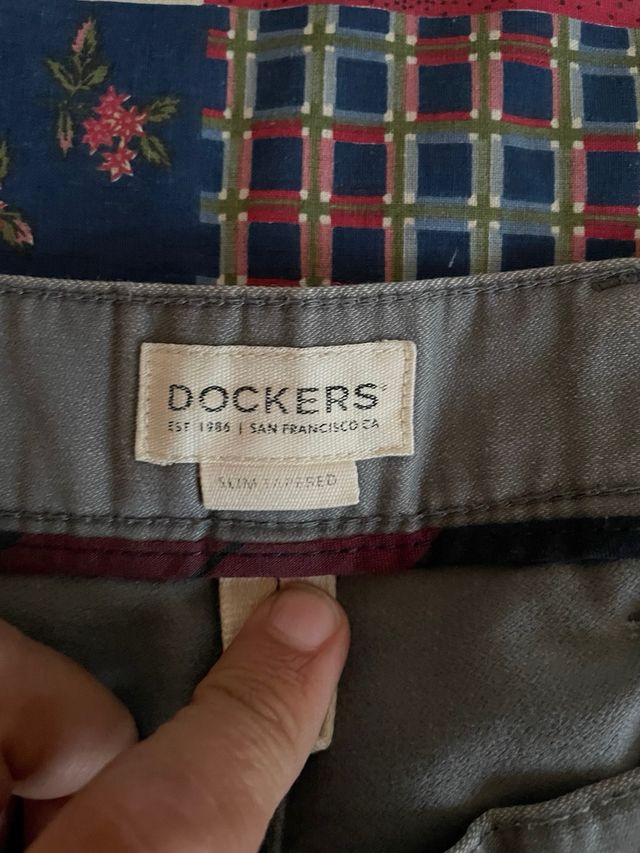 DOCKERS®
EST 1986 | SAN FRANCISCO CA
SLIM TAPERED